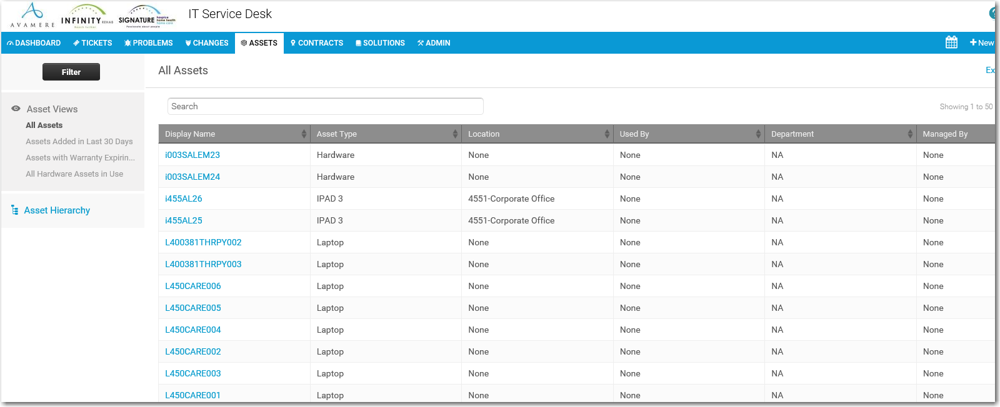 AVAMERE
INFINITY REHAB
SIGNATURE hospice home health home care
Passionate about people
IT Service Desk
DASHBOARD TICKETS PROBLEMS CHANGES ASSETS CONTRACTS SOLUTIONS ADMIN + New
Filter
All Assets
Ex
Asset Views
All Assets
Assets Added in Last 30 Days
Assets with Warranty Expirin...
All Hardware Assets in Use
Asset Hierarchy
Search
Showing 1 to 50
Display Name Asset Type Location Used By Department Managed By
i003SALEM23 Hardware None None NA None
i003SALEM24 Hardware None None NA None
i455AL26 IPAD 3 4551-Corporate Office None NA None
i455AL25 IPAD 3 4551-Corporate Office None NA None
L400381THRPY002 Laptop None None NA None
L400381THRPY003 Laptop None None NA None
L450CARE006 Laptop None None NA None
L450CARE005 Laptop None None NA None
L450CARE004 Laptop None None NA None
L450CARE002 Laptop None None NA None
L450CARE003 Laptop None None NA None
L450CARE001 Laptop None None NA None